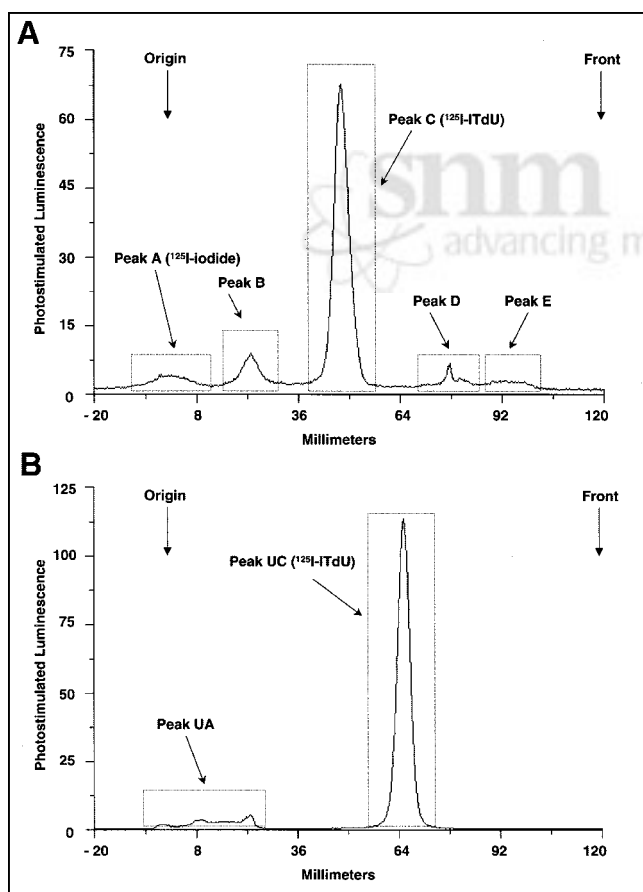 A
75
60
45
30
15
0
Photostimulated Luminescence
Origin
Front
Peak C (¹²⁵I-ITdU)
snm
advancing m
Peak A (¹²⁵I-iodide)
Peak B
Peak D
Peak E
- 20
8
36
64
92
120
Millimeters
B
125
100
75
50
25
0
Photostimulated Luminescence
Origin
Front
Peak UC (¹²⁵I-ITdU)
Peak UA
- 20
8
36
64
92
120
Millimeters